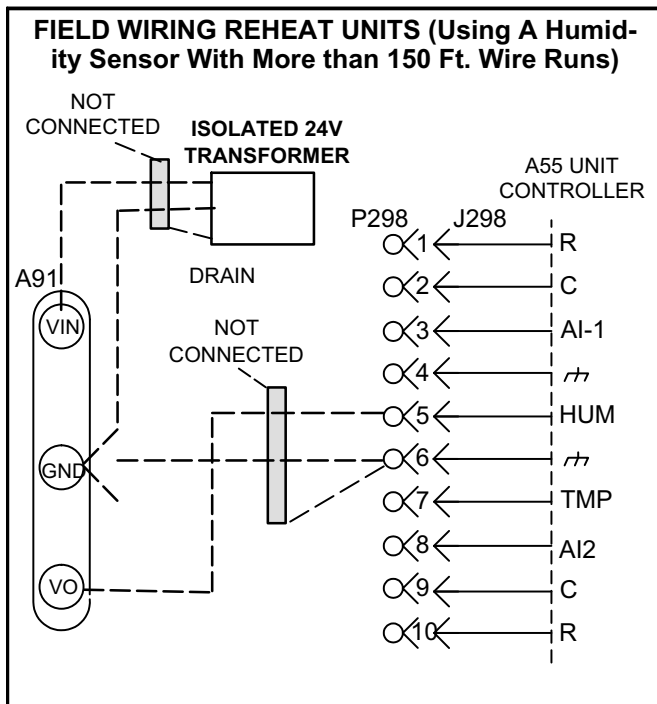 FIELD WIRING REHEAT UNITS (Using A Humid-
ity Sensor With More than 150 Ft. Wire Runs)
NOT
CONNECTED
ISOLATED 24V
TRANSFORMER
A55 UNIT
CONTROLLER
P298
J298
1
R
A91
DRAIN
2
C
VIN
NOT
CONNECTED
3
AI-1
4
5
HUM
GND
6
7
TMP
8
AI2
VO
9
C
10
R